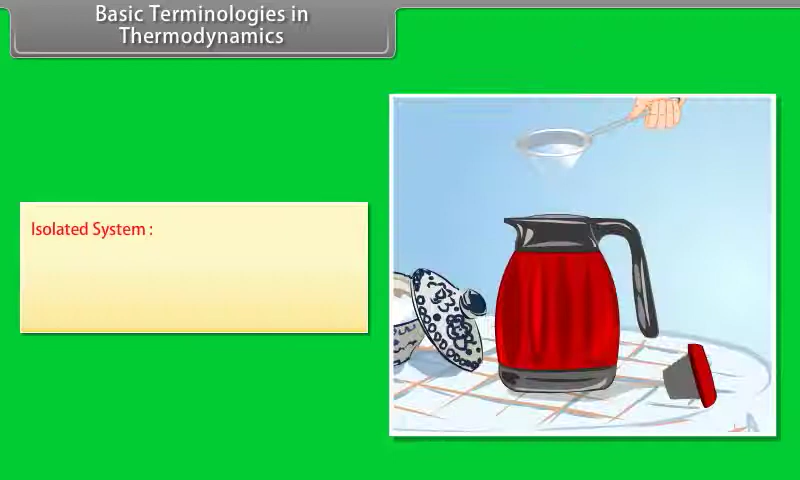 Basic Terminologies in
Thermodynamics
Isolated System :